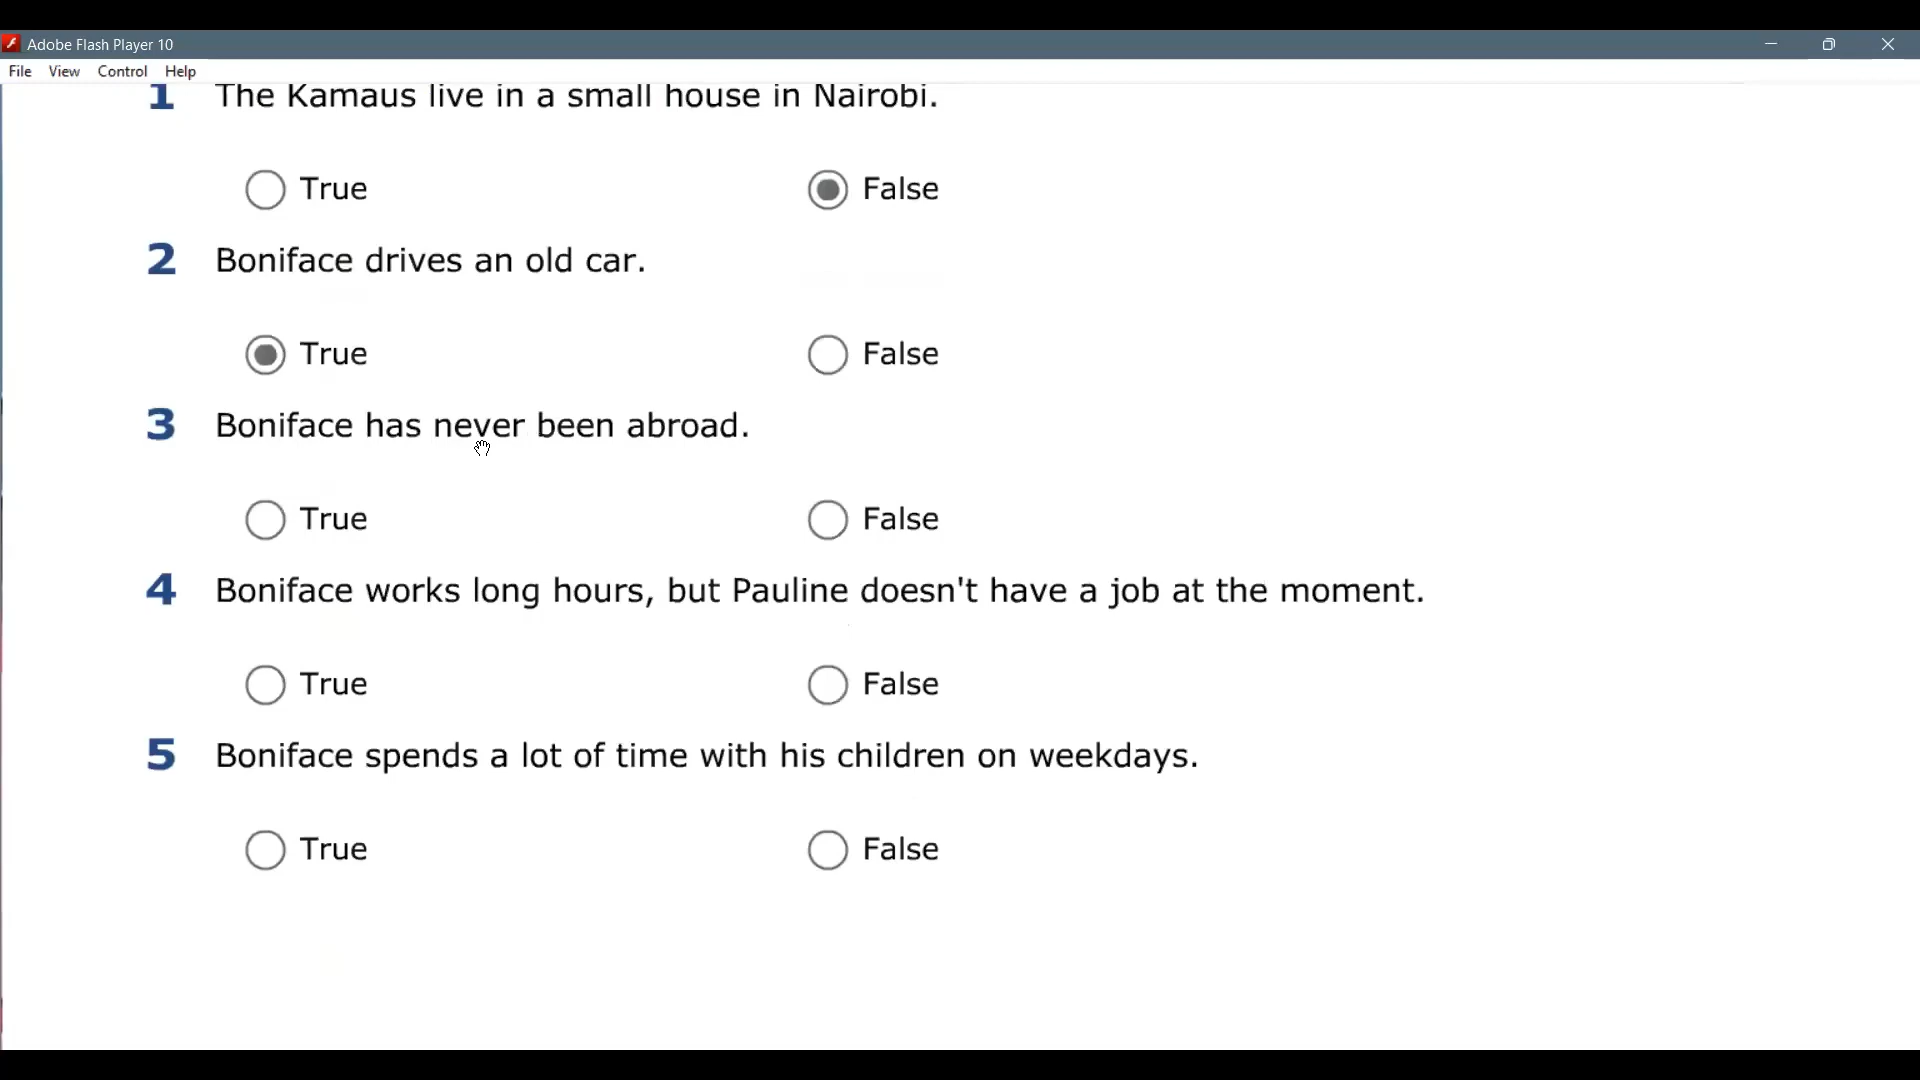 Adobe Flash Player 10
File View Control Help
1 The Kamaus live in a small house in Nairobi.
True False
2 Boniface drives an old car.
True False
3 Boniface has never been abroad.
True False
4 Boniface works long hours, but Pauline doesn't have a job at the moment.
True False
5 Boniface spends a lot of time with his children on weekdays.
True False